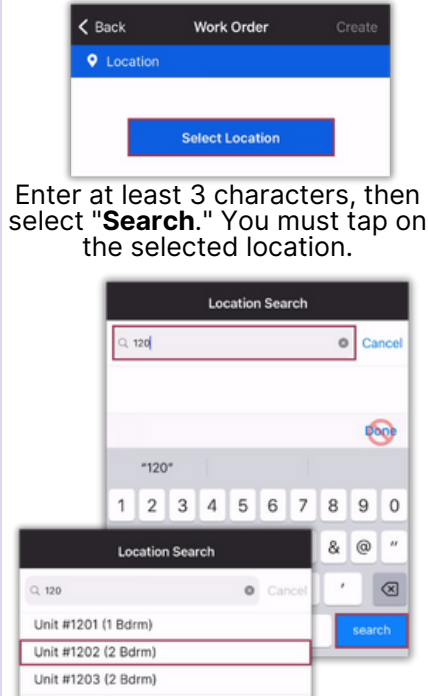 Back Work Order Create
Location
Select Location
Enter at least 3 characters, then
select "Search." You must tap on
the selected location.
Location Search
120 Cancel
Done
"120"
1 2 3 4 5 6 7 8 9 0
& @ "
'
search
Location Search
120 Cancel
Unit #1201 (1 Bdrm)
Unit #1202 (2 Bdrm)
Unit #1203 (2 Bdrm)